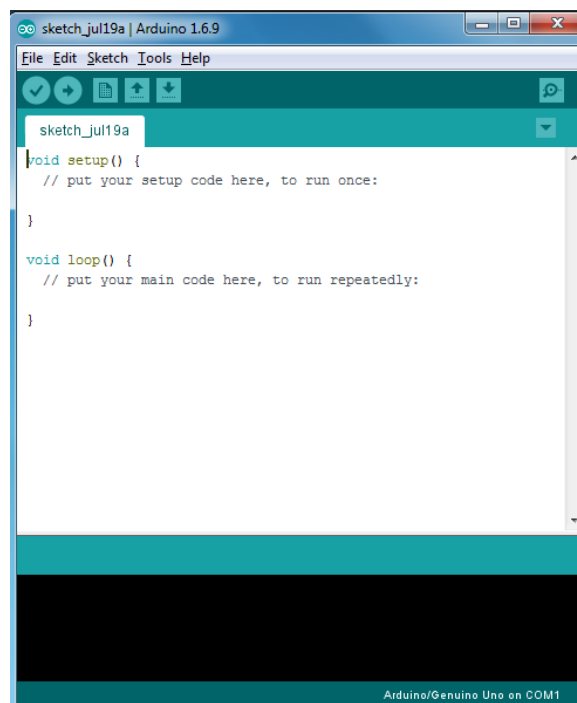 sketch_jul19a | Arduino 1.6.9
File Edit Sketch Tools Help
sketch_jul19a
void setup() {
  // put your setup code here, to run once:
}
void loop() {
  // put your main code here, to run repeatedly:
}
Arduino/Genuino Uno on COM1